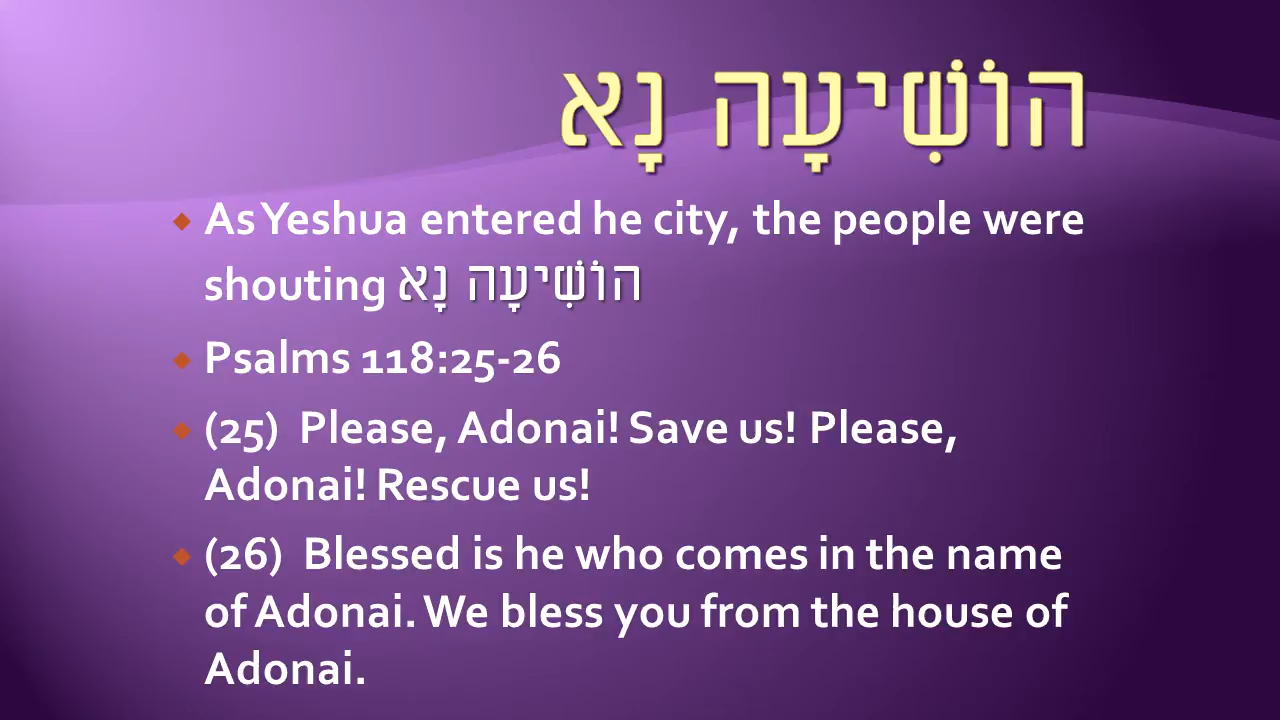 הוֹשִׁיעָה נָא
As Yeshua entered he city, the people were
shouting הוֹשִׁיעָה נָא
Psalms 118:25-26
(25) Please, Adonai! Save us! Please,
Adonai! Rescue us!
(26) Blessed is he who comes in the name
of Adonai. We bless you from the house of
Adonai.